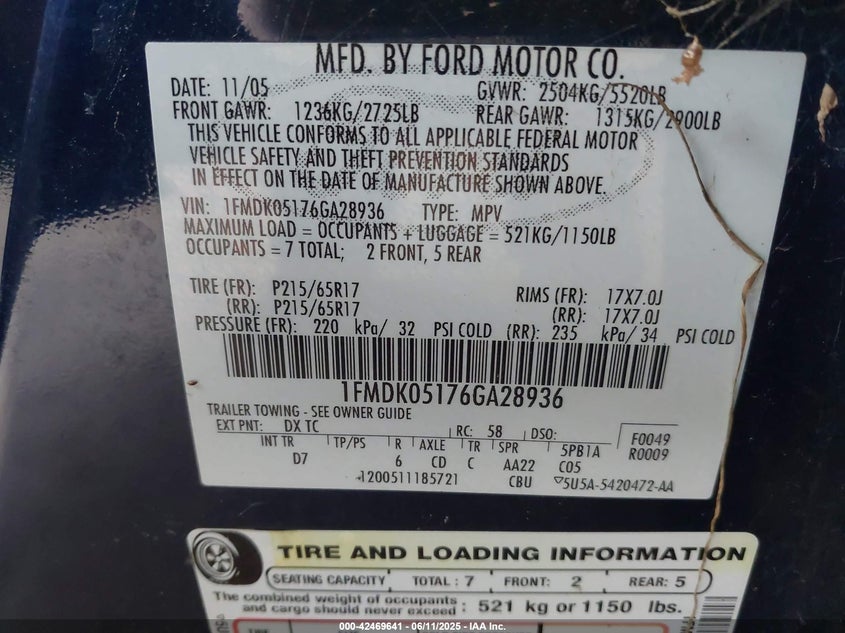 MFD. BY FORD MOTOR CO.
DATE: 11/05 GVWR: 2504KG/5520LB
FRONT GAWR: 1236KG/2725LB REAR GAWR: 1315KG/2900LB
THIS VEHICLE CONFORMS TO ALL APPLICABLE FEDERAL MOTOR
VEHICLE SAFETY AND THEFT PREVENTION STANDARDS
IN EFFECT ON THE DATE OF MANUFACTURE SHOWN ABOVE.
VIN: 1FMDK05176GA28936 TYPE: MPV
MAXIMUM LOAD = OCCUPANTS + LUGGAGE = 521KG/1150LB
OCCUPANTS = 7 TOTAL; 2 FRONT, 5 REAR
TIRE (FR): P215/65R17 RIMS (FR): 17X7.0J
(RR): P215/65R17 (RR): 17X7.0J
PRESSURE (FR): 220 kPa/ 32 PSI COLD (RR): 235 kPa/ 34 PSI COLD
1FMDK05176GA28936
TRAILER TOWING - SEE OWNER GUIDE
EXT PNT: DX TC RC: 58 DSO: F0049
INT TR TP/PS R AXLE TR SPR 5PB1A R0009
D7 6 CD C AA22 C05
1200511185721 CBU 5U5A-5420472-AA
TIRE AND LOADING INFORMATION
SEATING CAPACITY TOTAL : 7 FRONT: 2 REAR: 5
The combined weight of occupants
and cargo should never exceed : 521 kg or 1150 lbs.
000-42469641 - 06/11/2025 - IAA Inc.